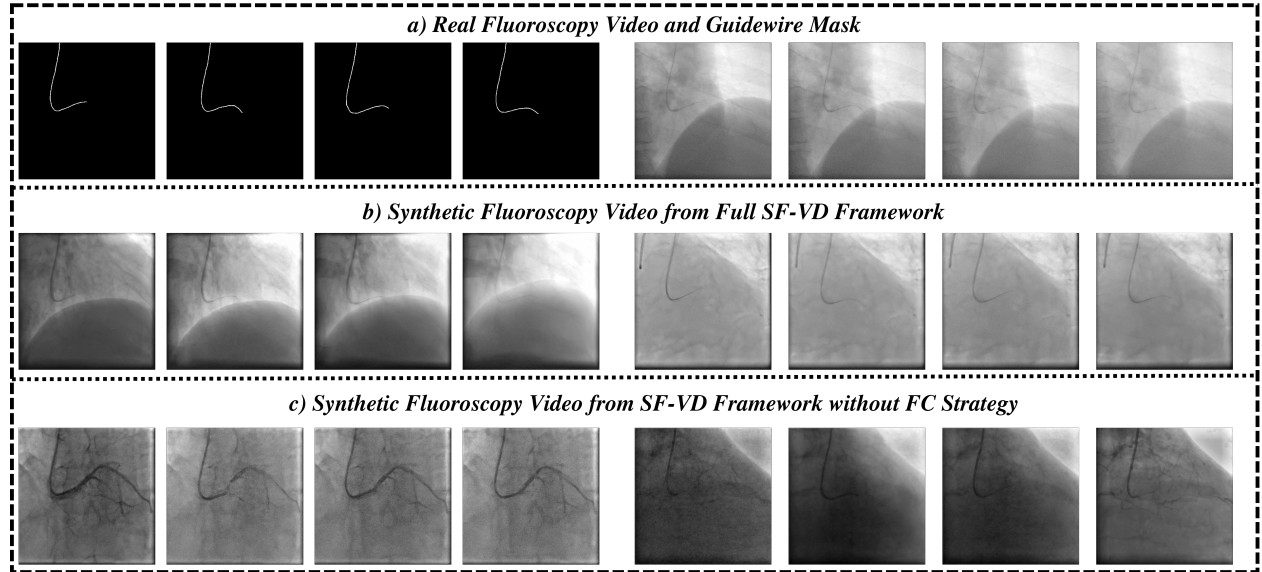 a) Real Fluoroscopy Video and Guidewire Mask
b) Synthetic Fluoroscopy Video from Full SF-VD Framework
c) Synthetic Fluoroscopy Video from SF-VD Framework without FC Strategy